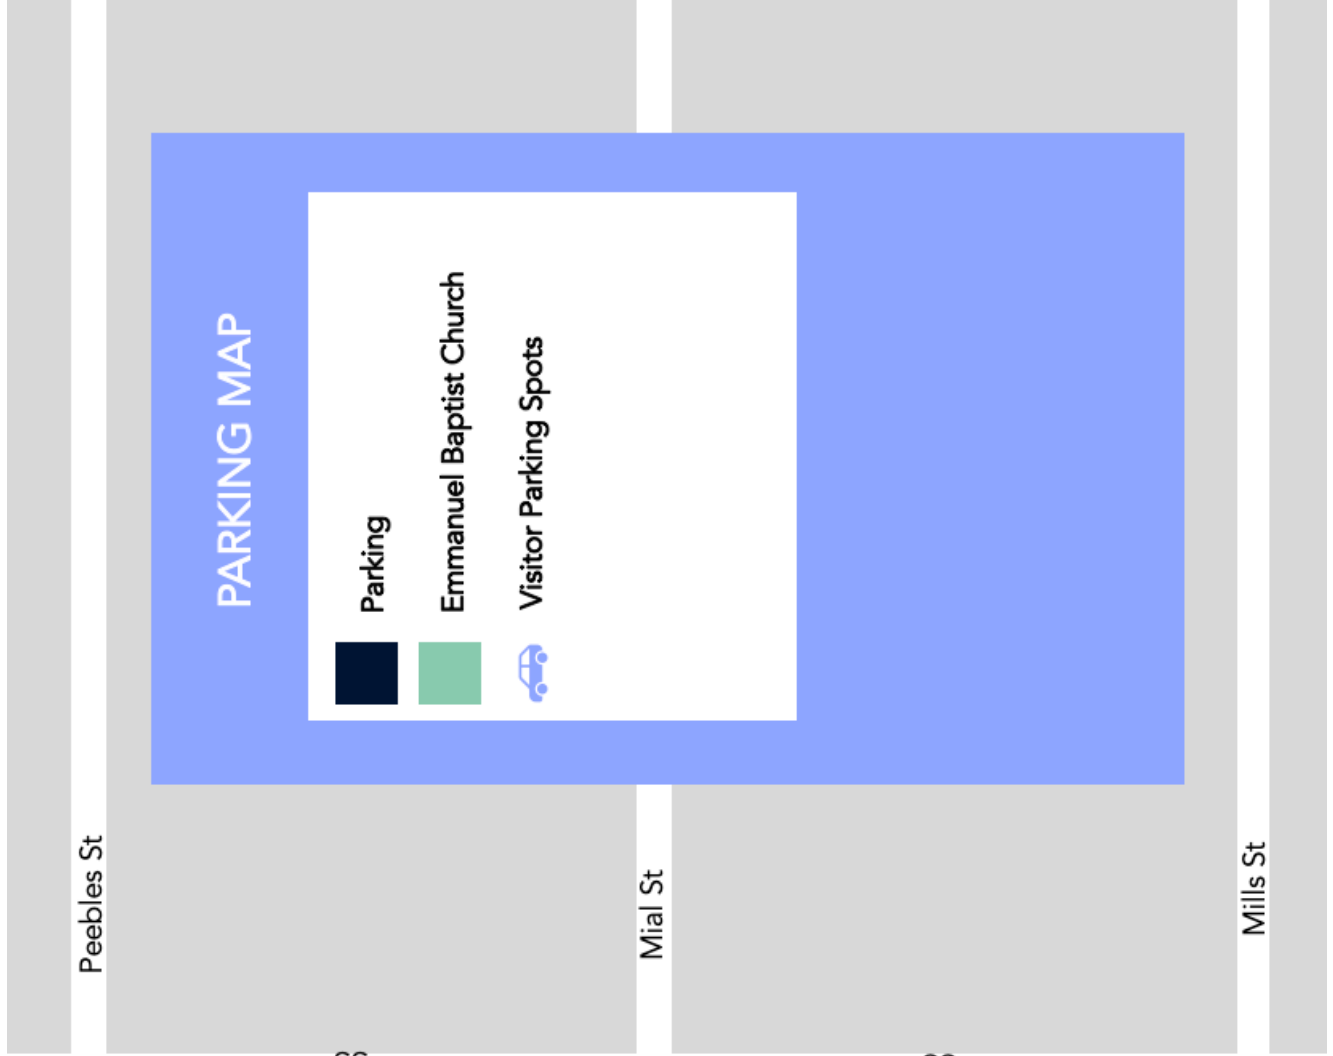 PARKING MAP
Parking
Emmanuel Baptist Church
Visitor Parking Spots
Peebles St
Mial St
Mills St